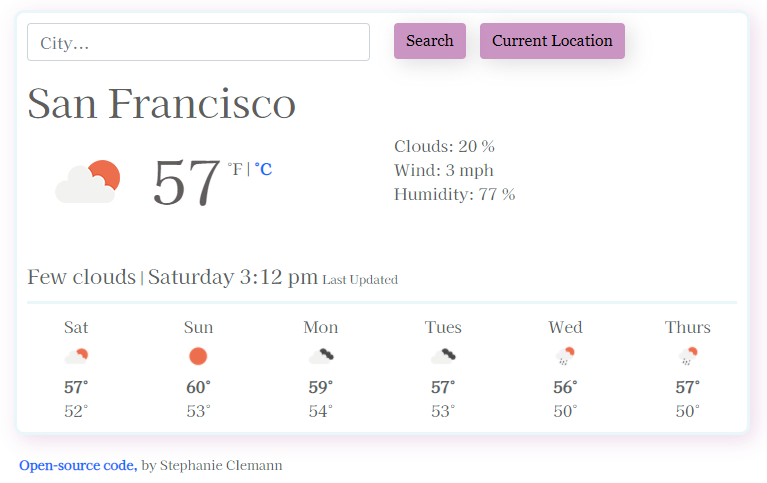 City...
Search
Current Location
San Francisco
57 °F | °C
Clouds: 20 %
Wind: 3 mph
Humidity: 77 %
Few clouds | Saturday 3:12 pm Last Updated
Sat Sun Mon Tues Wed Thurs
57° 60° 59° 57° 56° 57°
52° 53° 54° 53° 50° 50°
Open-source code, by Stephanie Clemann